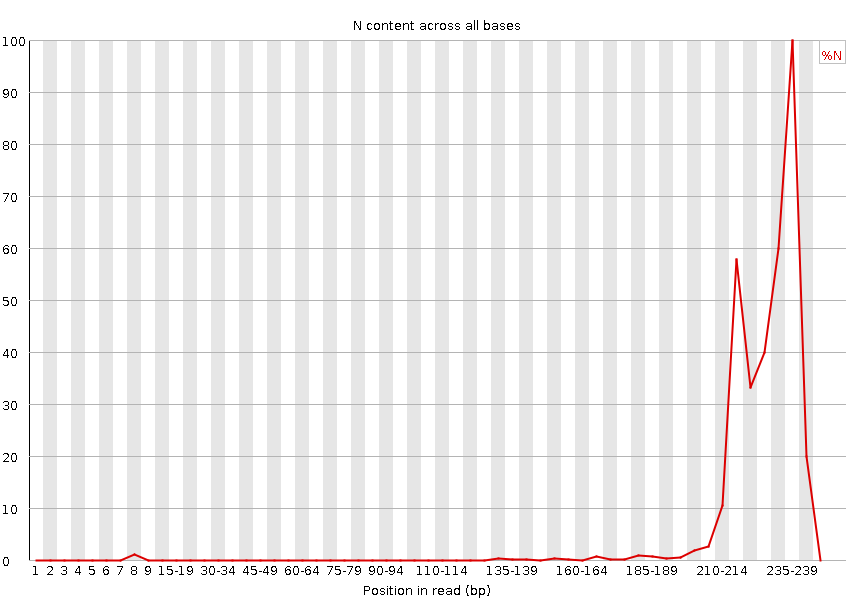 N content across all bases
100
%N
90
80
70
60
50
40
30
20
10
0
1 2 3 4 5 6 7 8 9 15-19 30-34 45-49 60-64 75-79 90-94 110-114 135-139 160-164 185-189 210-214 235-239
Position in read (bp)